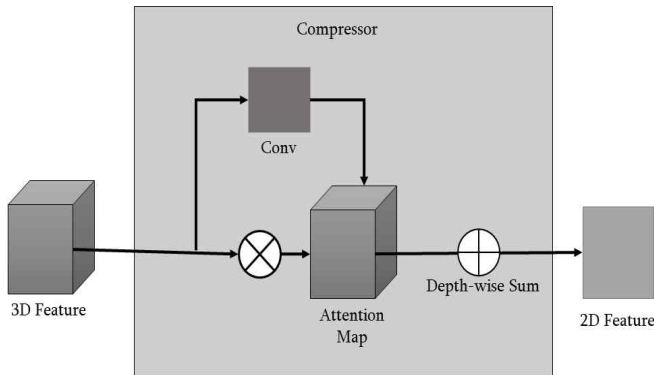 Compressor
Conv
3D Feature
Attention
Map
Depth-wise Sum
2D Feature